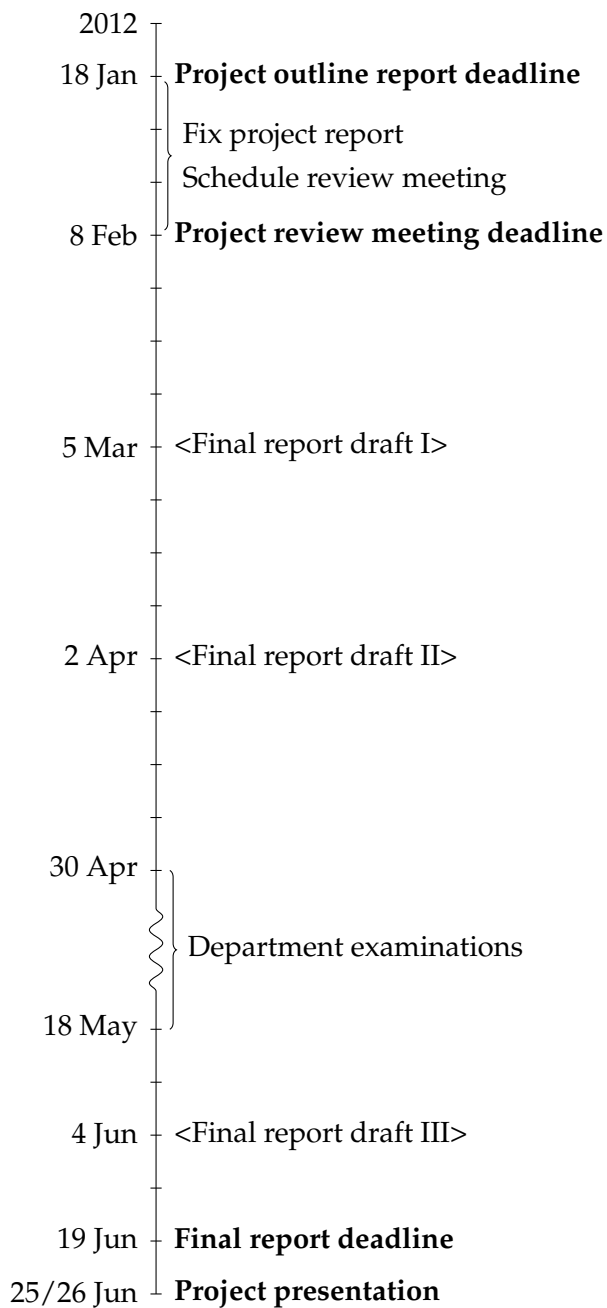 2012
18 Jan Project outline report deadline
Fix project report
Schedule review meeting
8 Feb Project review meeting deadline
5 Mar <Final report draft I>
2 Apr <Final report draft II>
30 Apr
Department examinations
18 May
4 Jun <Final report draft III>
19 Jun Final report deadline
25/26 Jun Project presentation